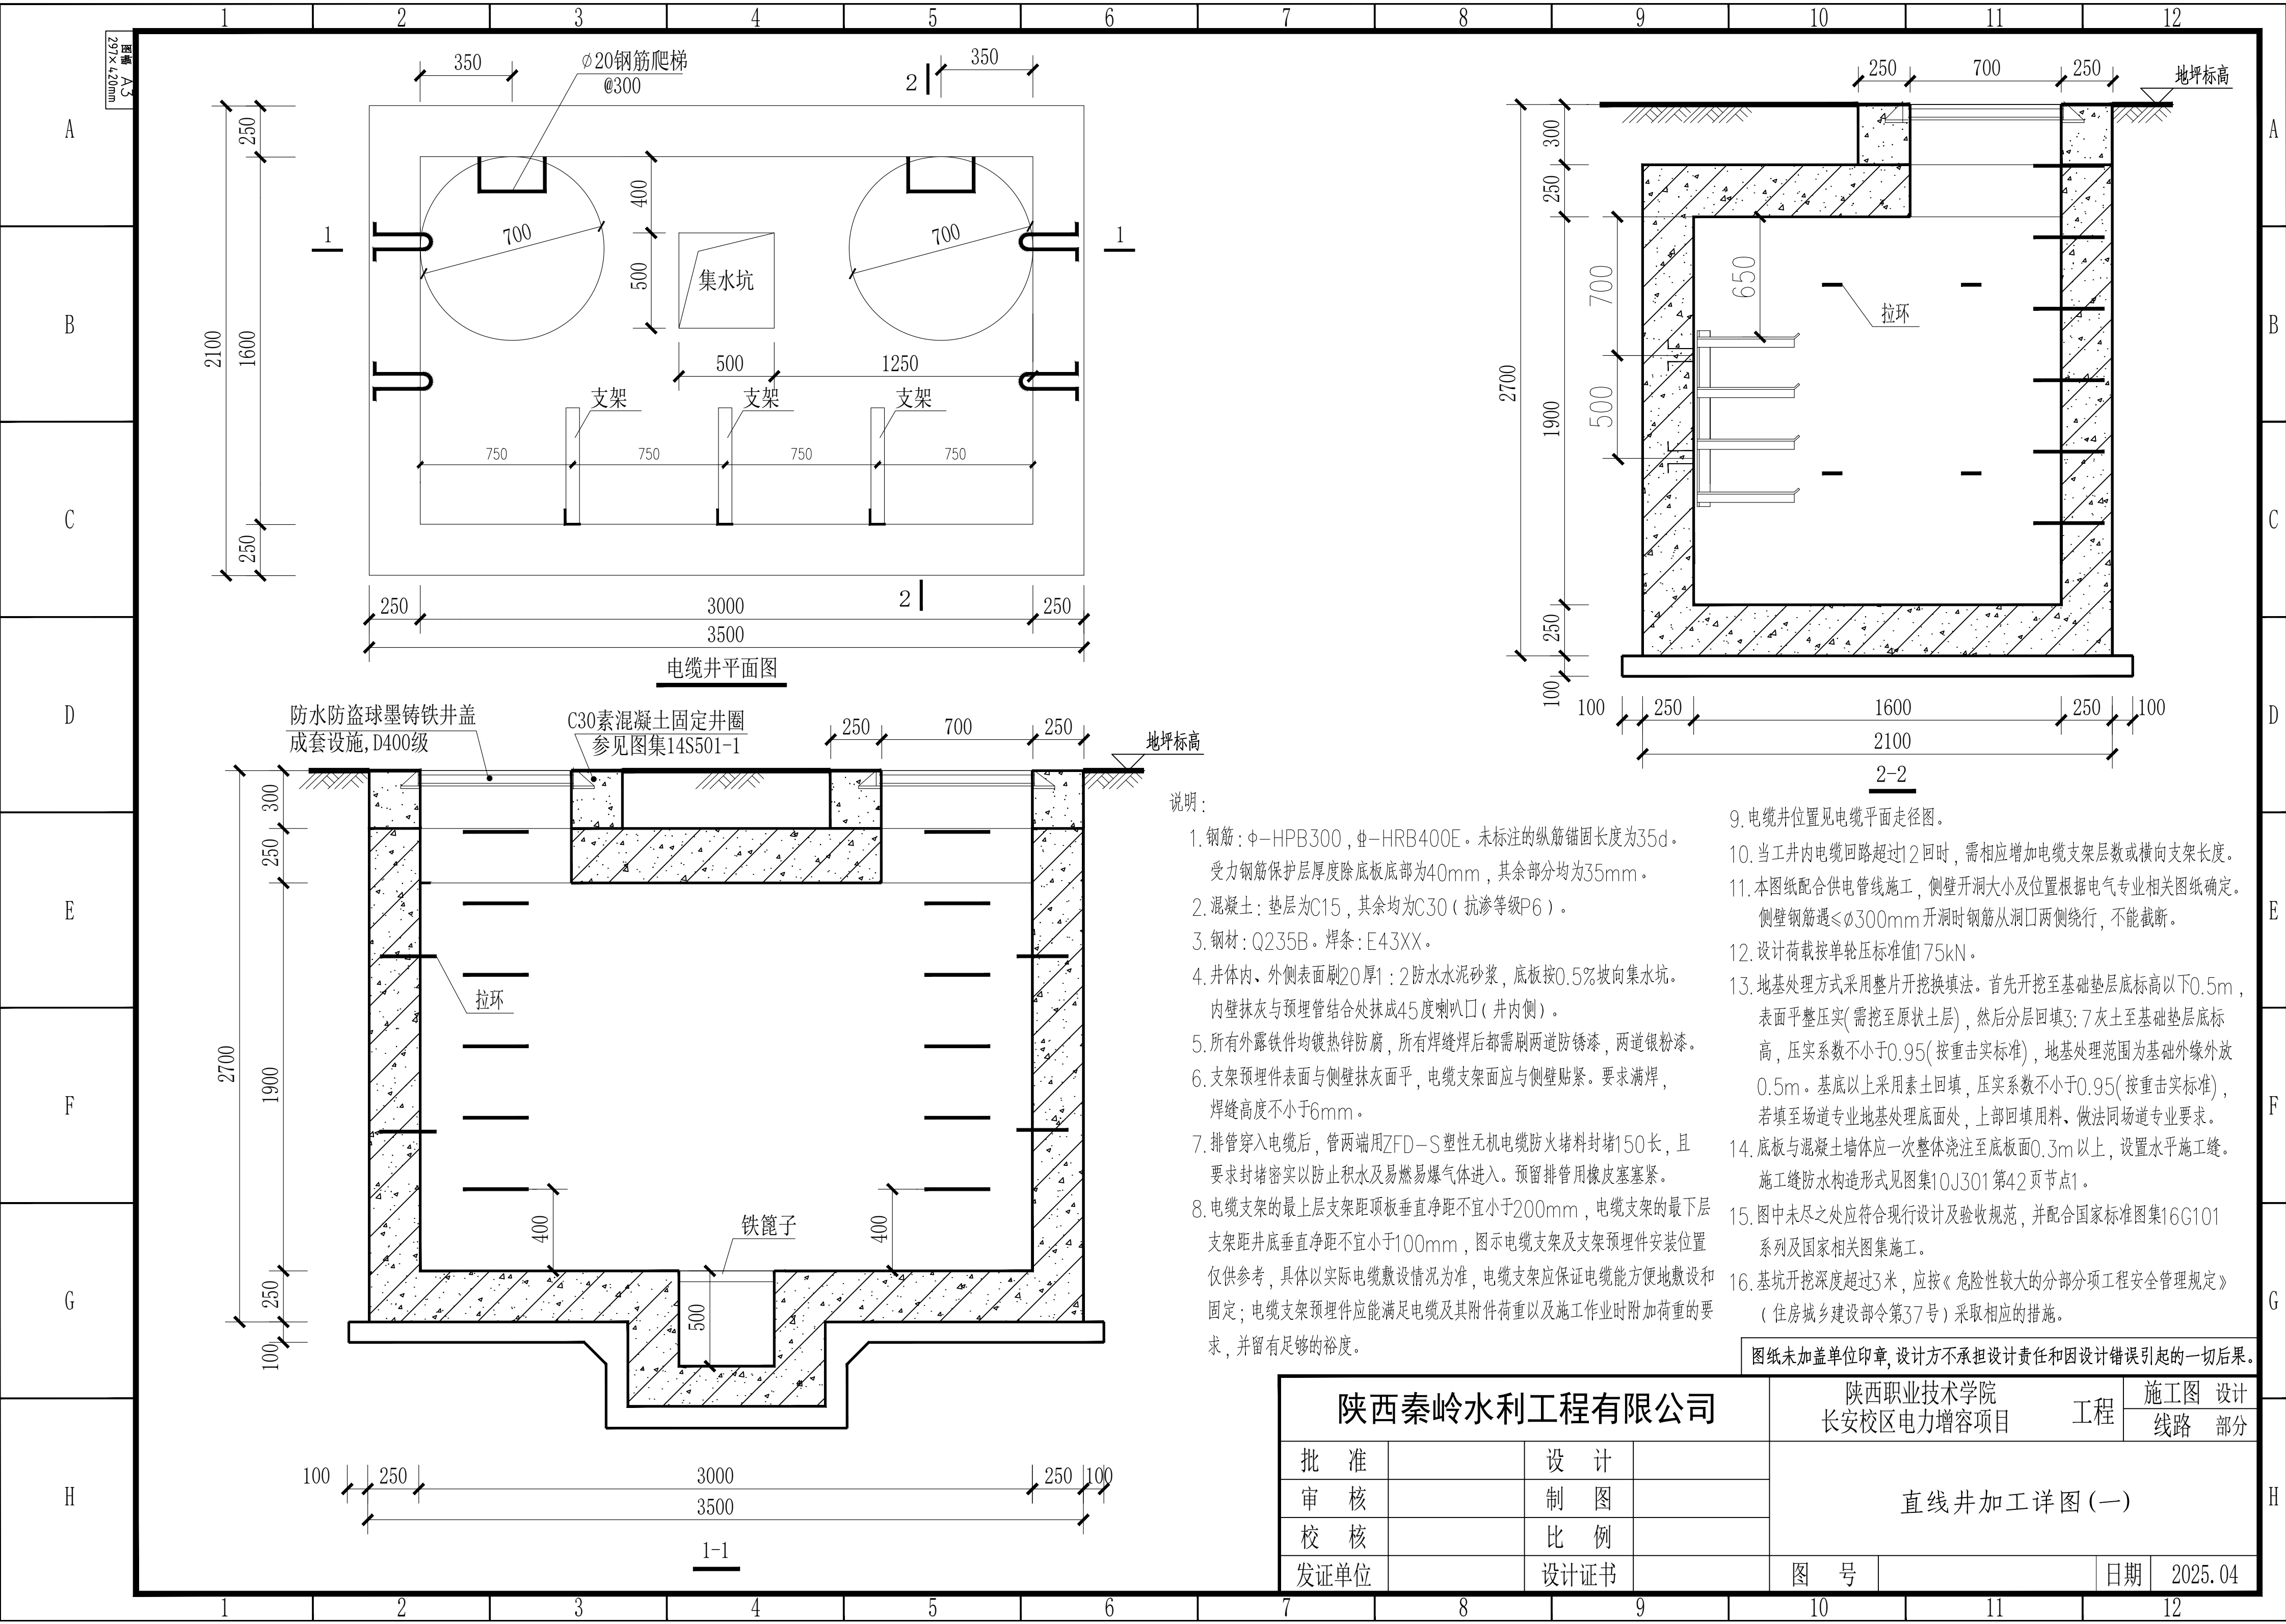 1 2 3 4 5 6 7 8 9 10 11 12
图幅 A3
297×420mm
A
B
C
D
E
F
G
H
350
φ20钢筋爬梯
@300
2
350
250
1600
250
2100
400
500
700
700
集水坑
1
1
500
1250
支架
支架
支架
750
750
750
750
2
250
3000
250
3500
电缆井平面图
250
700
250
地坪标高
300
250
1900
250
100
2700
700
500
650
拉环
100
250
1600
250
100
2100
2-2
防水防盗球墨铸铁井盖
成套设施,D400级
C30素混凝土固定井圈
参见图集14S501-1
250
700
250
地坪标高
300
250
1900
250
100
2700
拉环
400
铁篦子
400
500
100
250
3000
250
100
3500
1-1
说明:
1.钢筋:Φ-HPB300,Φ-HRB400E。未标注的纵筋锚固长度为35d。
受力钢筋保护层厚度除底板底部为40mm,其余部分均为35mm。
2.混凝土:垫层为C15,其余均为C30(抗渗等级P6)。
3.钢材:Q235B。焊条:E43XX。
4.井体内、外侧表面刷20厚1:2防水水泥砂浆,底板按0.5%坡向集水坑。
内壁抹灰与预埋管结合处抹成45度喇叭口(井内侧)。
5.所有外露铁件均镀热锌防腐,所有焊缝焊后都需刷两道防锈漆,两道银粉漆。
6.支架预埋件表面与侧壁抹灰面平,电缆支架面应与侧壁贴紧。要求满焊,
焊缝高度不小于6mm。
7.排管穿入电缆后,管两端用ZFD-S塑性无机电缆防火堵料封堵150长,且
要求封堵密实以防止积水及易燃易爆气体进入。预留排管用橡皮塞塞紧。
8.电缆支架的最上层支架距顶板垂直净距不宜小于200mm,电缆支架的最下层
支架距井底垂直净距不宜小于100mm,图示电缆支架及支架预埋件安装位置
仅供参考,具体以实际电缆敷设情况为准,电缆支架应保证电缆能方便地敷设和
固定;电缆支架预埋件应能满足电缆及其附件荷重以及施工作业时附加荷重的要
求,并留有足够的裕度。
9.电缆井位置见电缆平面走径图。
10.当工井内电缆回路超过12回时,需相应增加电缆支架层数或横向支架长度。
11.本图纸配合供电管线施工,侧壁开洞大小及位置根据电气专业相关图纸确定。
侧壁钢筋遇≤ø300mm开洞时钢筋从洞口两侧绕行,不能截断。
12.设计荷载按单轮压标准值175kN。
13.地基处理方式采用整片开挖换填法。首先开挖至基础垫层底标高以下0.5m,
表面平整压实(需挖至原状土层),然后分层回填3:7灰土至基础垫层底标
高,压实系数不小于0.95(按重击实标准),地基处理范围为基础外缘外放
0.5m。基底以上采用素土回填,压实系数不小于0.95(按重击实标准),
若填至场道专业地基处理底面处,上部回填用料、做法同场道专业要求。
14.底板与混凝土墙体应一次整体浇注至底板面0.3m以上,设置水平施工缝。
施工缝防水构造形式见图集10J301第42页节点1。
15.图中未尽之处应符合现行设计及验收规范,并配合国家标准图集16G101
系列及国家相关图集施工。
16.基坑开挖深度超过3米,应按《危险性较大的分部分项工程安全管理规定》
(住房城乡建设部令第37号)采取相应的措施。
图纸未加盖单位印章,设计方不承担设计责任和因设计错误引起的一切后果。
陕西秦岭水利工程有限公司
陕西职业技术学院
长安校区电力增容项目 工程
施工图 设计
线路 部分
批 准 设 计
审 核 制 图
校 核 比 例
发证单位 设计证书
直线井加工详图(一)
图 号 日期 2025.04
A
B
C
D
E
F
G
H
1 2 3 4 5 6 7 8 9 10 11 12